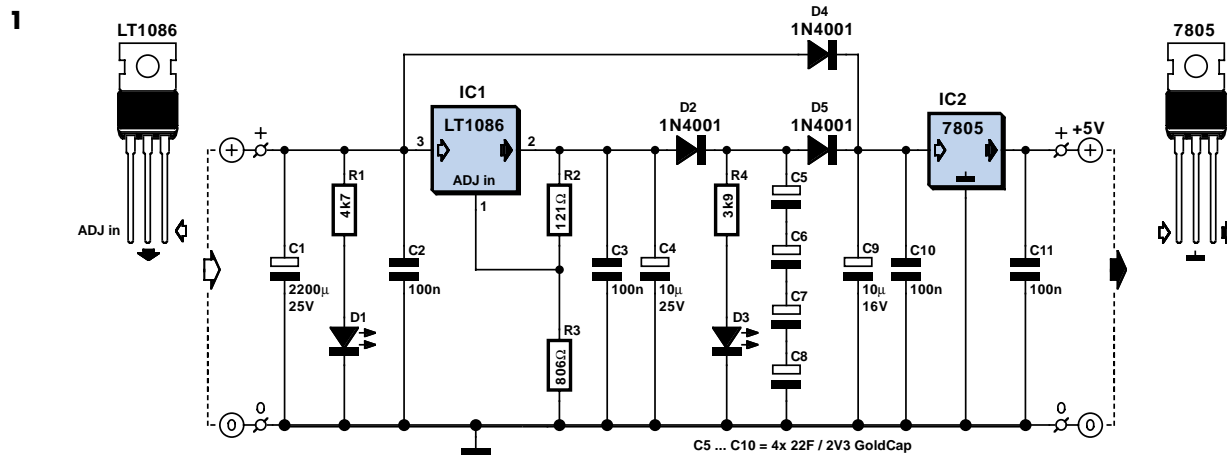 1
LT1086
ADJ in
D4
1N4001
7805
IC1
LT1086
3
2
ADJ in
1
D2
1N4001
D5
1N4001
IC2
7805
+
+
+ +5V
+
R1
4k7
R2
121Ω
R4
3k9
C5
C6
C7
C8
C1
2200µ
25V
C2
100n
C3
100n
C4
10µ
25V
C9
10µ
16V
C10
100n
C11
100n
D1
R3
806Ω
D3
0
0
0
0
C5 ... C10 = 4x 22F / 2V3 GoldCap